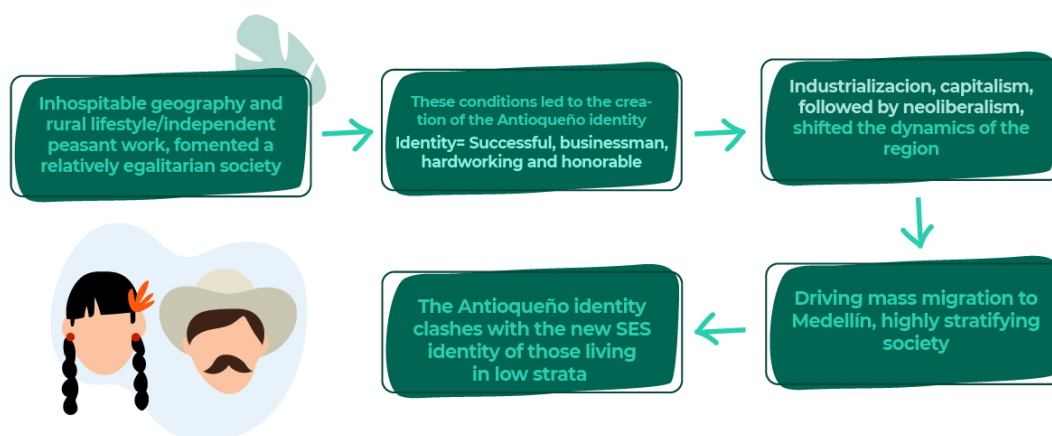 Inhospitable geography and
rural lifestyle/independent
peasant work, fomented a
relatively egalitarian society
These conditions led to the crea-
tion of the Antioqueño identity
Identity= Successful, businessman,
hardworking and honorable
Industrializacion, capitalism,
followed by neoliberalism,
shifted the dynamics of the
region
Driving mass migration to
Medellín, highly stratifying
society
The Antioqueño identity
clashes with the new SES
identity of those living
in low strata